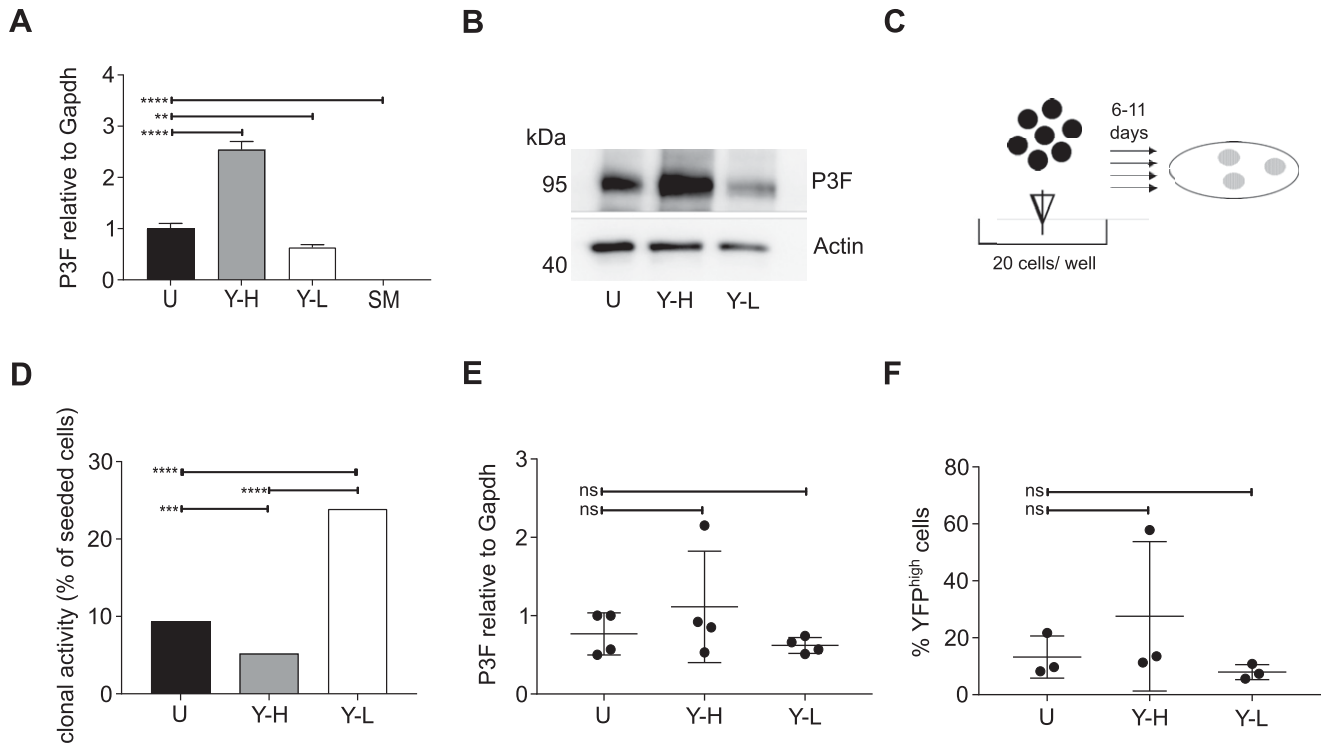 A
P3F relative to Gapdh
4
3
2
1
0
****
**
****
U Y-H Y-L SM
B
kDa
95
40
P3F
Actin
U Y-H Y-L
C
6-11
days
20 cells/ well
D
clonal activity (% of seeded cells)
30
20
10
0
****
****
***
U Y-H Y-L
E
P3F relative to Gapdh
3
2
1
0
ns
ns
U Y-H Y-L
F
% YFPhigh cells
80
60
40
20
0
ns
ns
U Y-H Y-L